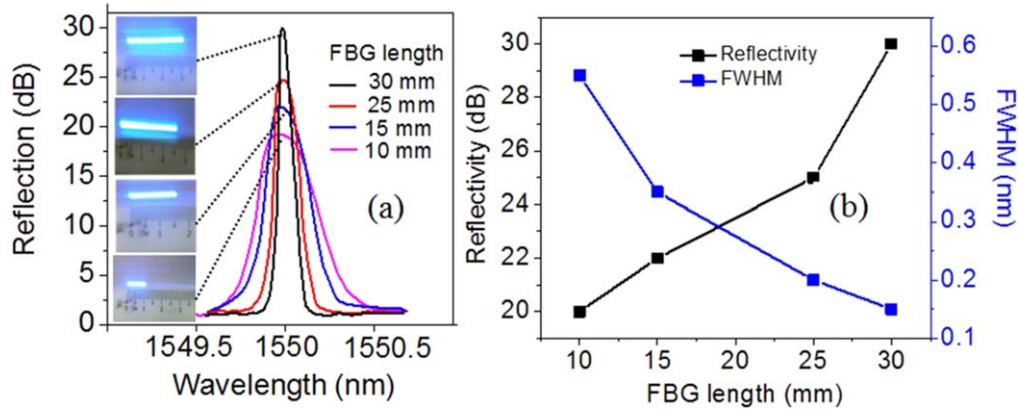 30
25
20
15
10
5
0
Reflection (dB)
FBG length
30 mm
25 mm
15 mm
10 mm
(a)
1549.5 1550 1550.5
Wavelength (nm)
30
28
26
24
22
20
Reflectivity (dB)
Reflectivity
FWHM
(b)
0.6
0.5
0.4
0.3
0.2
0.1
FWHM (nm)
10 15 20 25 30
FBG length (mm)